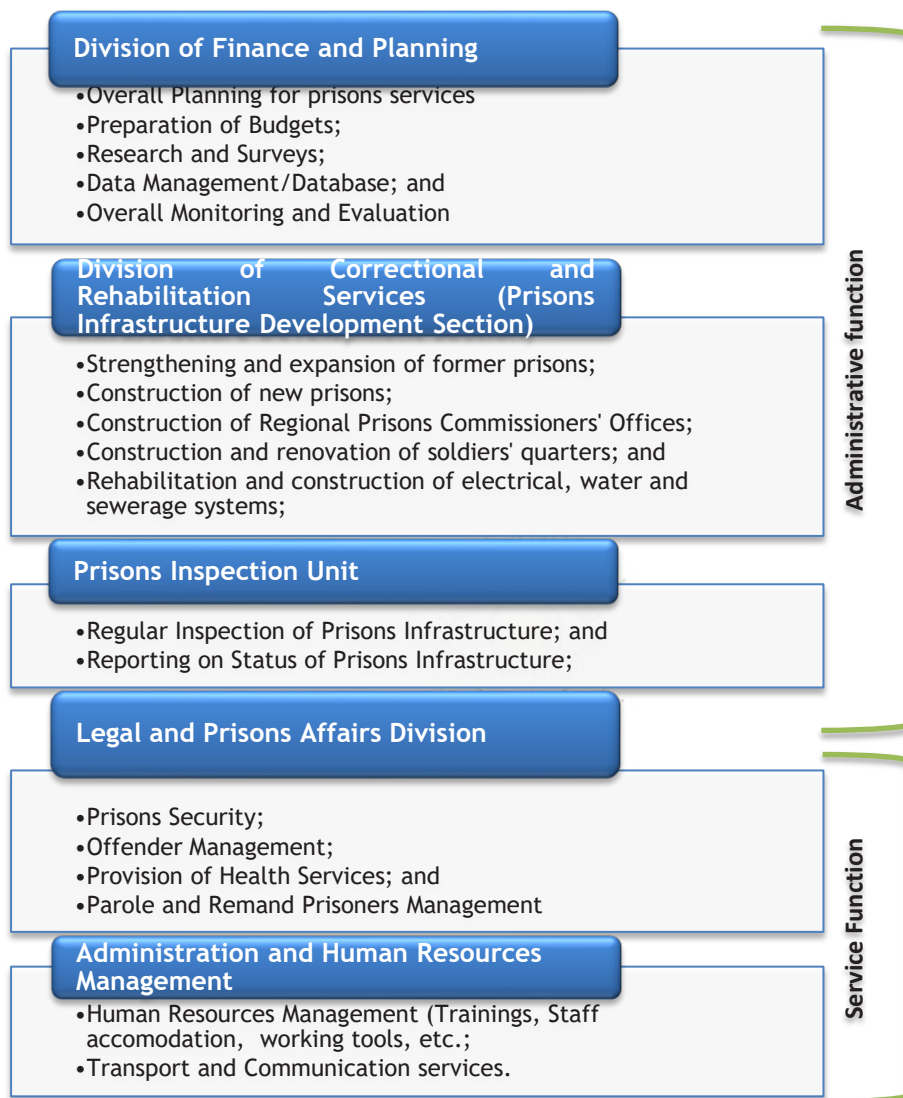 Division of Finance and Planning
•Overall Planning for prisons services
•Preparation of Budgets;
•Research and Surveys;
•Data Management/Database; and
•Overall Monitoring and Evaluation
Division of Correctional and
Rehabilitation Services (Prisons
Infrastructure Development Section)
•Strengthening and expansion of former prisons;
•Construction of new prisons;
•Construction of Regional Prisons Commissioners' Offices;
•Construction and renovation of soldiers' quarters; and
•Rehabilitation and construction of electrical, water and
sewerage systems;
Administrative function
Prisons Inspection Unit
•Regular Inspection of Prisons Infrastructure; and
•Reporting on Status of Prisons Infrastructure;
Legal and Prisons Affairs Division
•Prisons Security;
•Offender Management;
•Provision of Health Services; and
•Parole and Remand Prisoners Management
Administration and Human Resources
Management
•Human Resources Management (Trainings, Staff
accomodation, working tools, etc.;
•Transport and Communication services.
Service Function